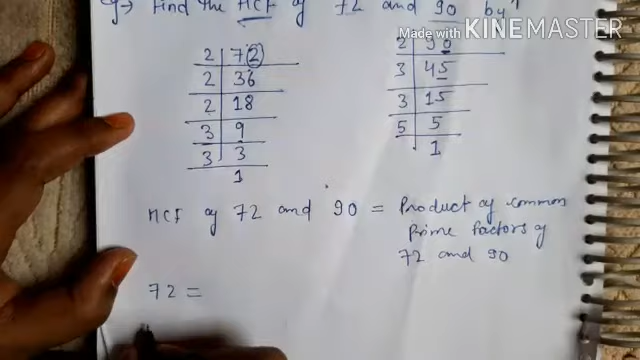 Q → Find the HCF of 72 and 90 by
Made with KINEMASTER
2 | 72
2 | 36
2 | 18
3 | 9
3 | 3
1
2 | 90
3 | 45
3 | 15
5 | 5
1
HCF of 72 and 90 = Product of common
Prime factors of
72 and 90
72 =